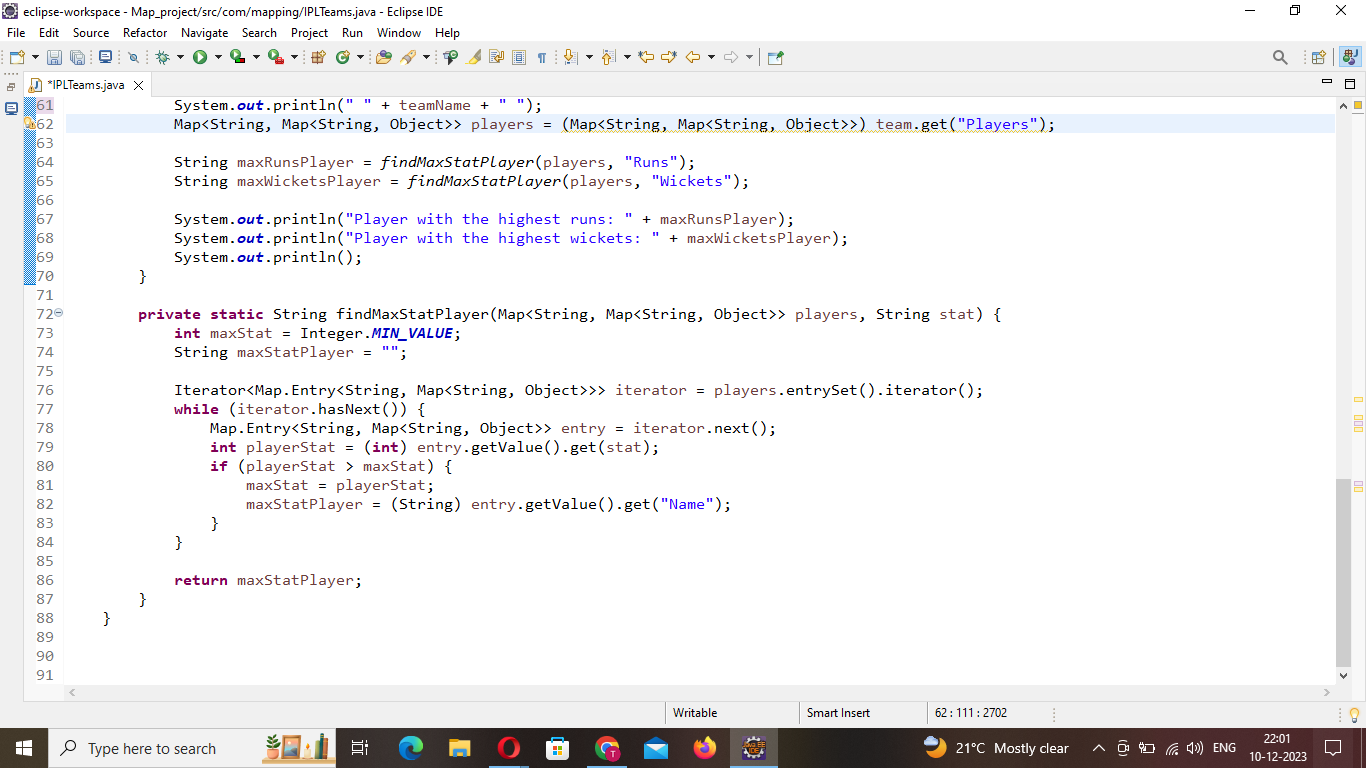 eclipse-workspace - Map_project/src/com/mapping/IPLTeams.java - Eclipse IDE
File Edit Source Refactor Navigate Search Project Run Window Help
*IPLTeams.java
61 System.out.println(" " + teamName + " ");
62 Map<String, Map<String, Object>> players = (Map<String, Map<String, Object>>) team.get("Players");
63
64 String maxRunsPlayer = findMaxStatPlayer(players, "Runs");
65 String maxWicketsPlayer = findMaxStatPlayer(players, "Wickets");
66
67 System.out.println("Player with the highest runs: " + maxRunsPlayer);
68 System.out.println("Player with the highest wickets: " + maxWicketsPlayer);
69 System.out.println();
70 }
71
72 private static String findMaxStatPlayer(Map<String, Map<String, Object>> players, String stat) {
73 int maxStat = Integer.MIN_VALUE;
74 String maxStatPlayer = "";
75
76 Iterator<Map.Entry<String, Map<String, Object>>> iterator = players.entrySet().iterator();
77 while (iterator.hasNext()) {
78 Map.Entry<String, Map<String, Object>> entry = iterator.next();
79 int playerStat = (int) entry.getValue().get(stat);
80 if (playerStat > maxStat) {
81 maxStat = playerStat;
82 maxStatPlayer = (String) entry.getValue().get("Name");
83 }
84 }
85
86 return maxStatPlayer;
87 }
88 }
89
90
91
Writable Smart Insert 62 : 111 : 2702
Type here to search
21°C Mostly clear ENG 22:01
10-12-2023